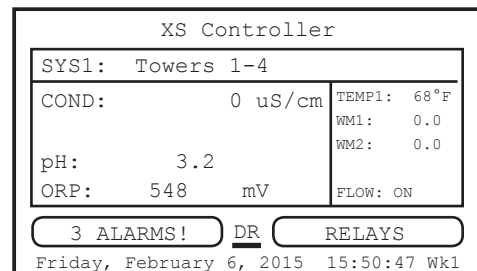 XS Controller
SYS1: Towers 1-4
COND: 0 uS/cm
TEMP1: 68°F
WM1: 0.0
WM2: 0.0
pH: 3.2
ORP: 548 mV
FLOW: ON
3 ALARMS! DR RELAYS
Friday, February 6, 2015 15:50:47 Wk1